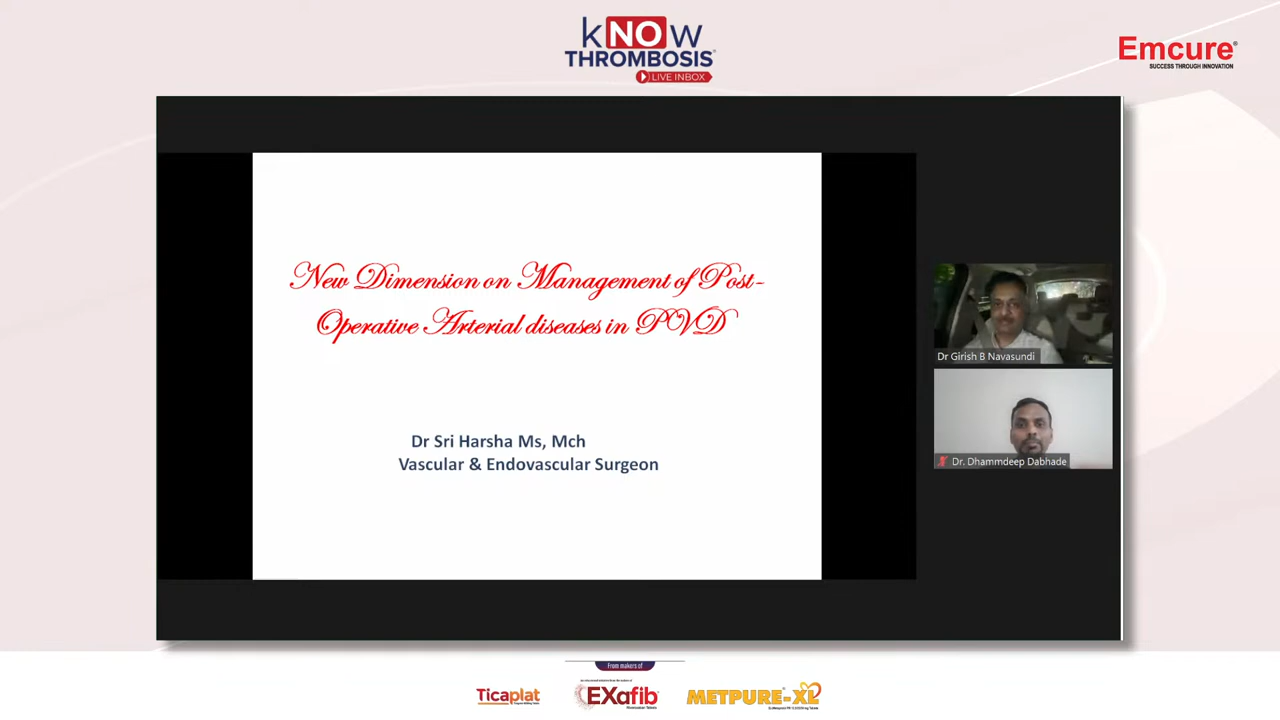 kNOw
THROMBOSIS
LIVE INBOX
Emcure
SUCCESS THROUGH INNOVATION
New Dimension on Management of Post-
Operative Arterial diseases in PVD
Dr Sri Harsha Ms, Mch
Vascular & Endovascular Surgeon
Dr Girish B Navasundi
Dr. Dhammdeep Dabhade
From makers of
Ticaplat
EXafib
METPURE-XL